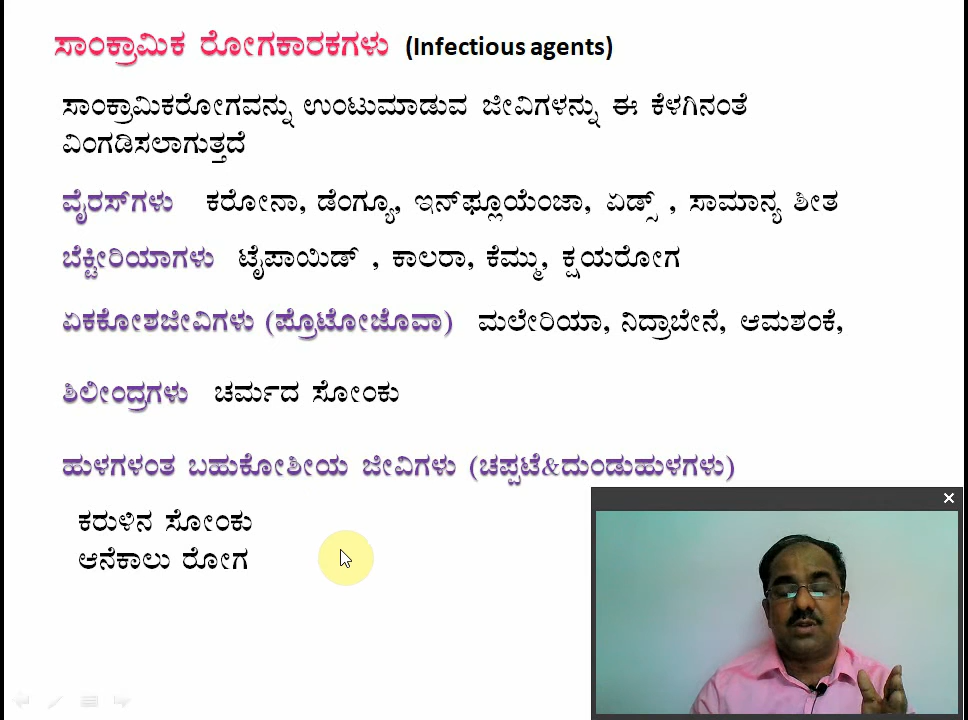 ಸಾಂಕ್ರಾಮಿಕ ರೋಗಕಾರಕಗಳು (Infectious agents)
ಸಾಂಕ್ರಾಮಿಕರೋಗವನ್ನು ಉಂಟುಮಾಡುವ ಜೀವಿಗಳನ್ನು ಈ ಕೆಳಗಿನಂತೆ
ವಿಂಗಡಿಸಲಾಗುತ್ತದೆ
ವೈರಸ್‌ಗಳು ಕರೋನಾ, ಡೆಂಗ್ಯೂ, ಇನ್‌ಫ್ಲೂಯೆಂಜಾ, ಏಡ್ಸ್ , ಸಾಮಾನ್ಯ ಶೀತ
ಬೆಕ್ಟೀರಿಯಾಗಳು ಟೈಪಾಯಿಡ್ , ಕಾಲರಾ, ಕೆಮ್ಮು, ಕ್ಷಯರೋಗ
ಏಕಕೋಶಜೀವಿಗಳು (ಪ್ರೊಟೋಜೊವಾ) ಮಲೇರಿಯಾ, ನಿದ್ರಾಬೇನೆ, ಆಮಶಂಕೆ,
ಶಿಲೀಂದ್ರಗಳು ಚರ್ಮದ ಸೋಂಕು
ಹುಳಗಳಂತ ಬಹುಕೋಶೀಯ ಜೀವಿಗಳು (ಚಪ್ಪಟೆ&ದುಂಡುಹುಳಗಳು)
ಕರುಳಿನ ಸೋಂಕು
ಆನೆಕಾಲು ರೋಗ